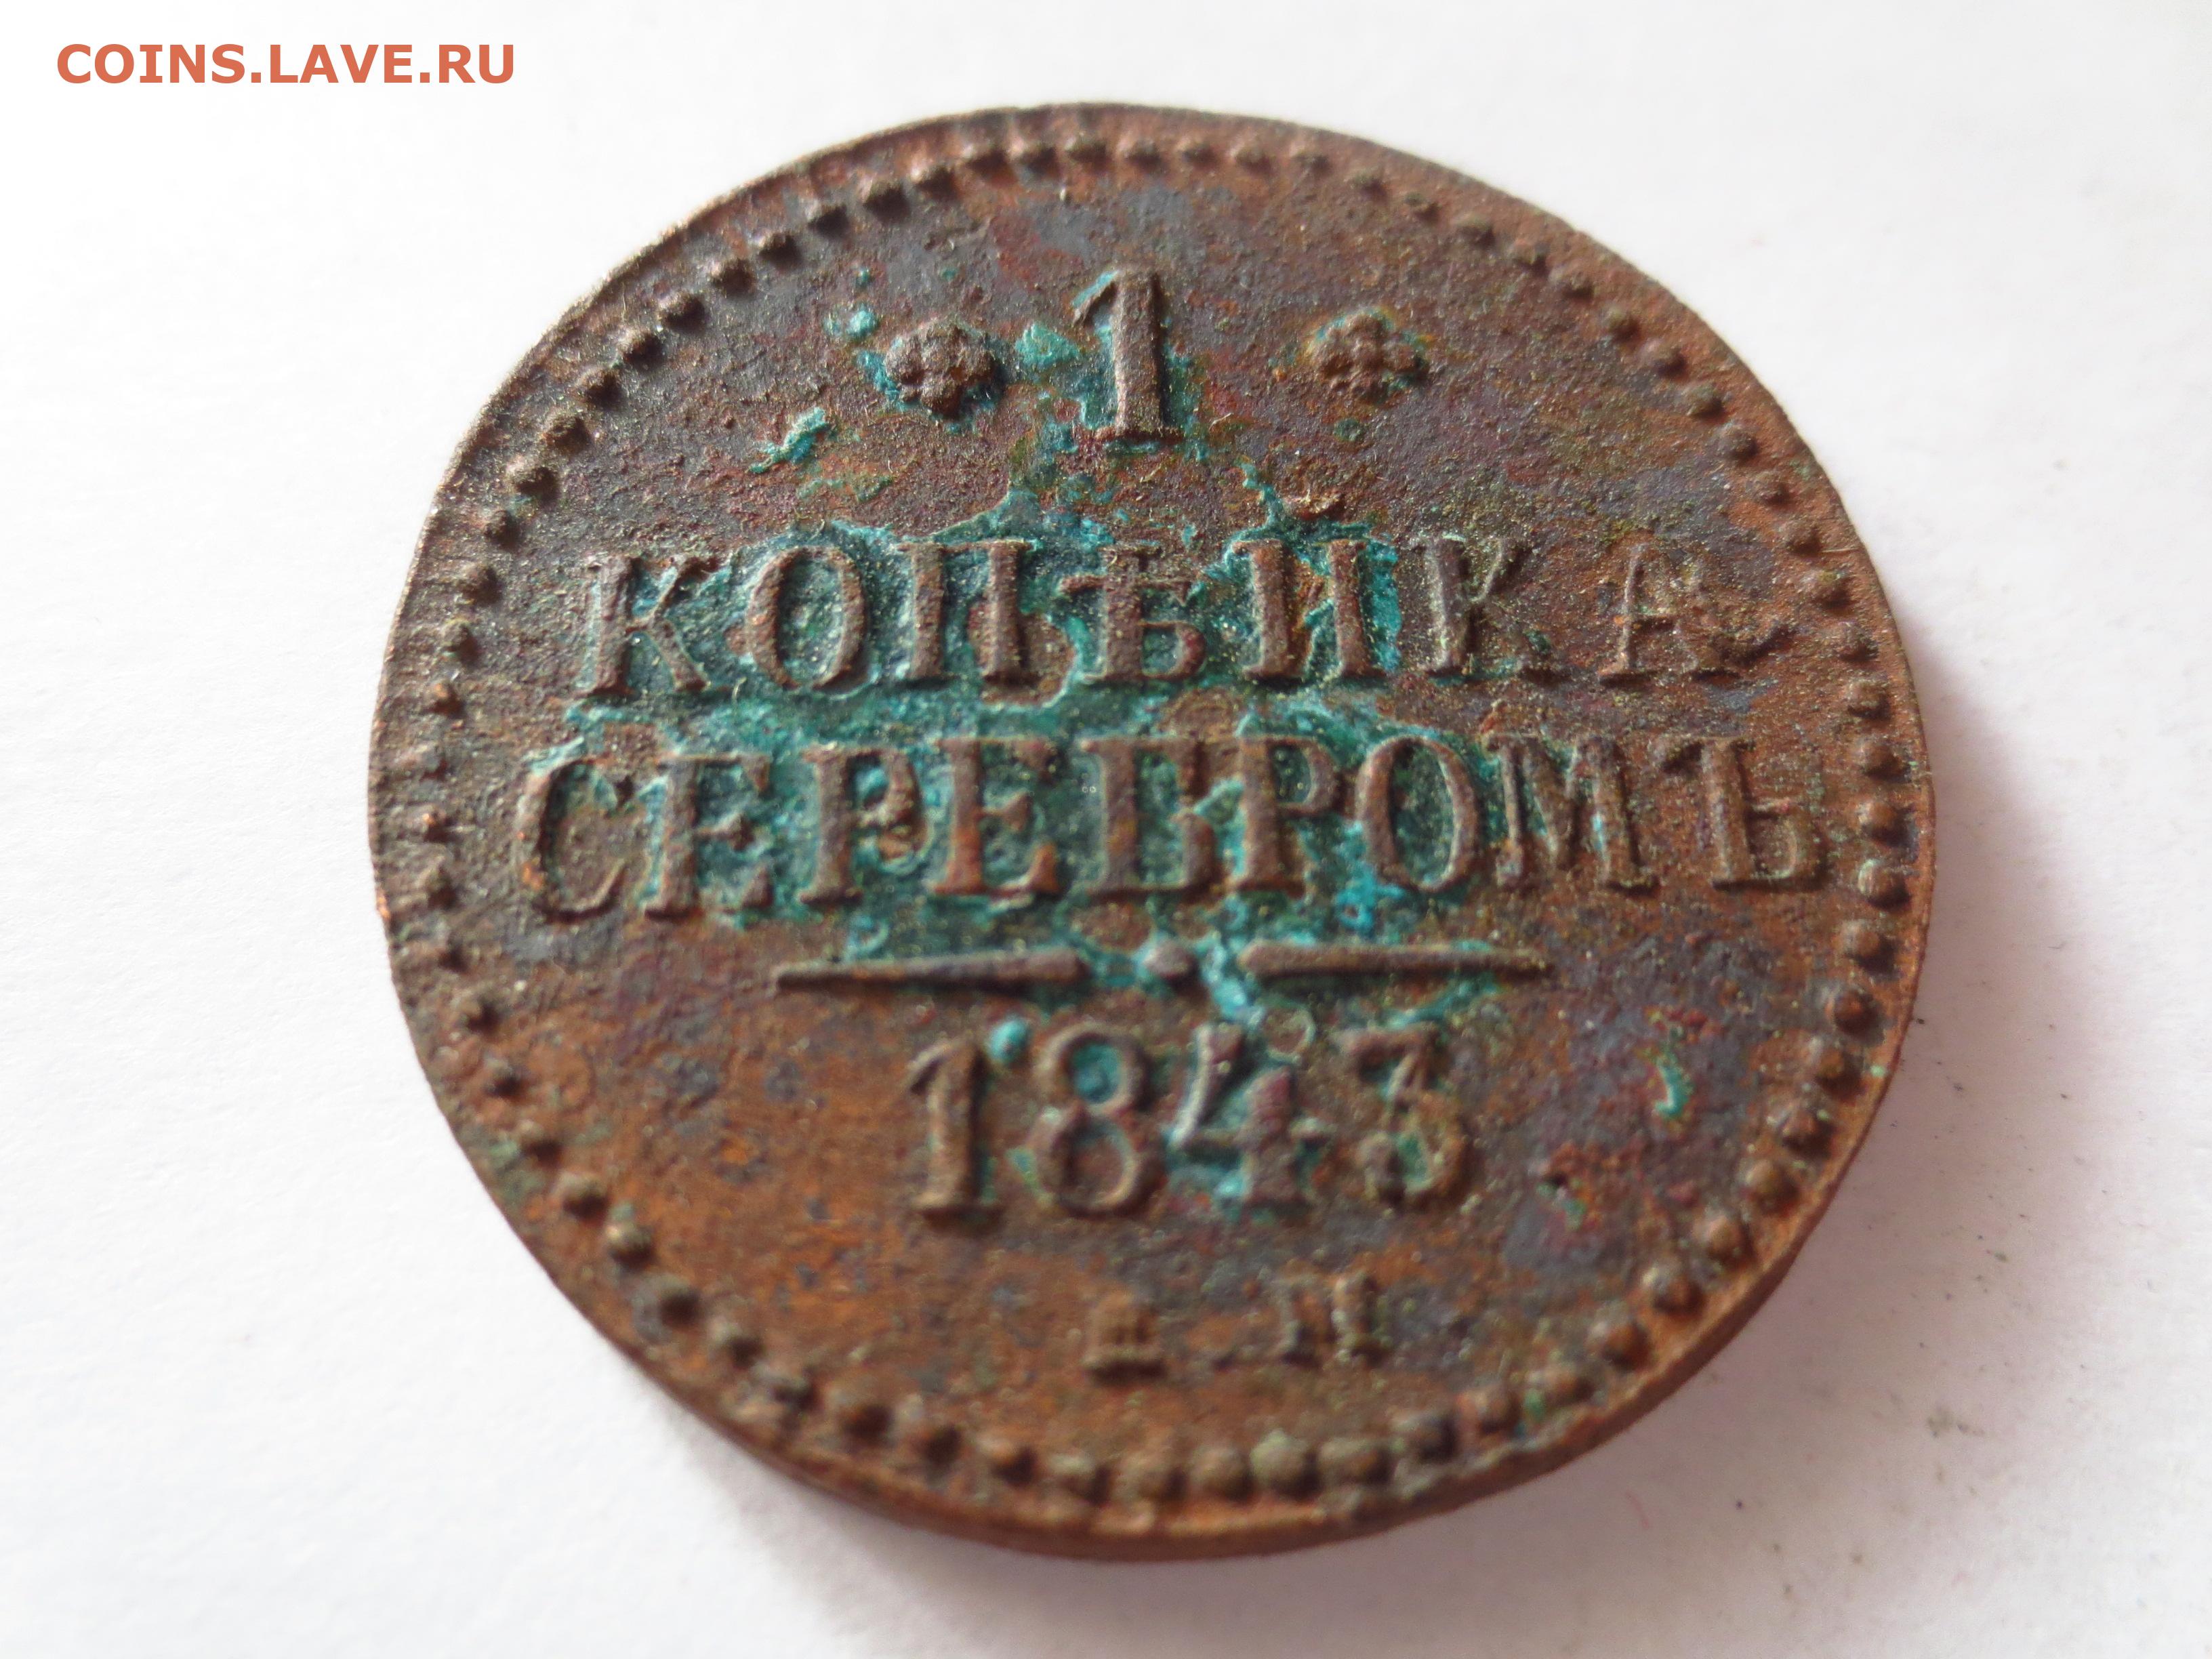 COINS.LAVE.RU
1
КОПѢЙКА
СЕРЕБРОМЪ
1843
Е М